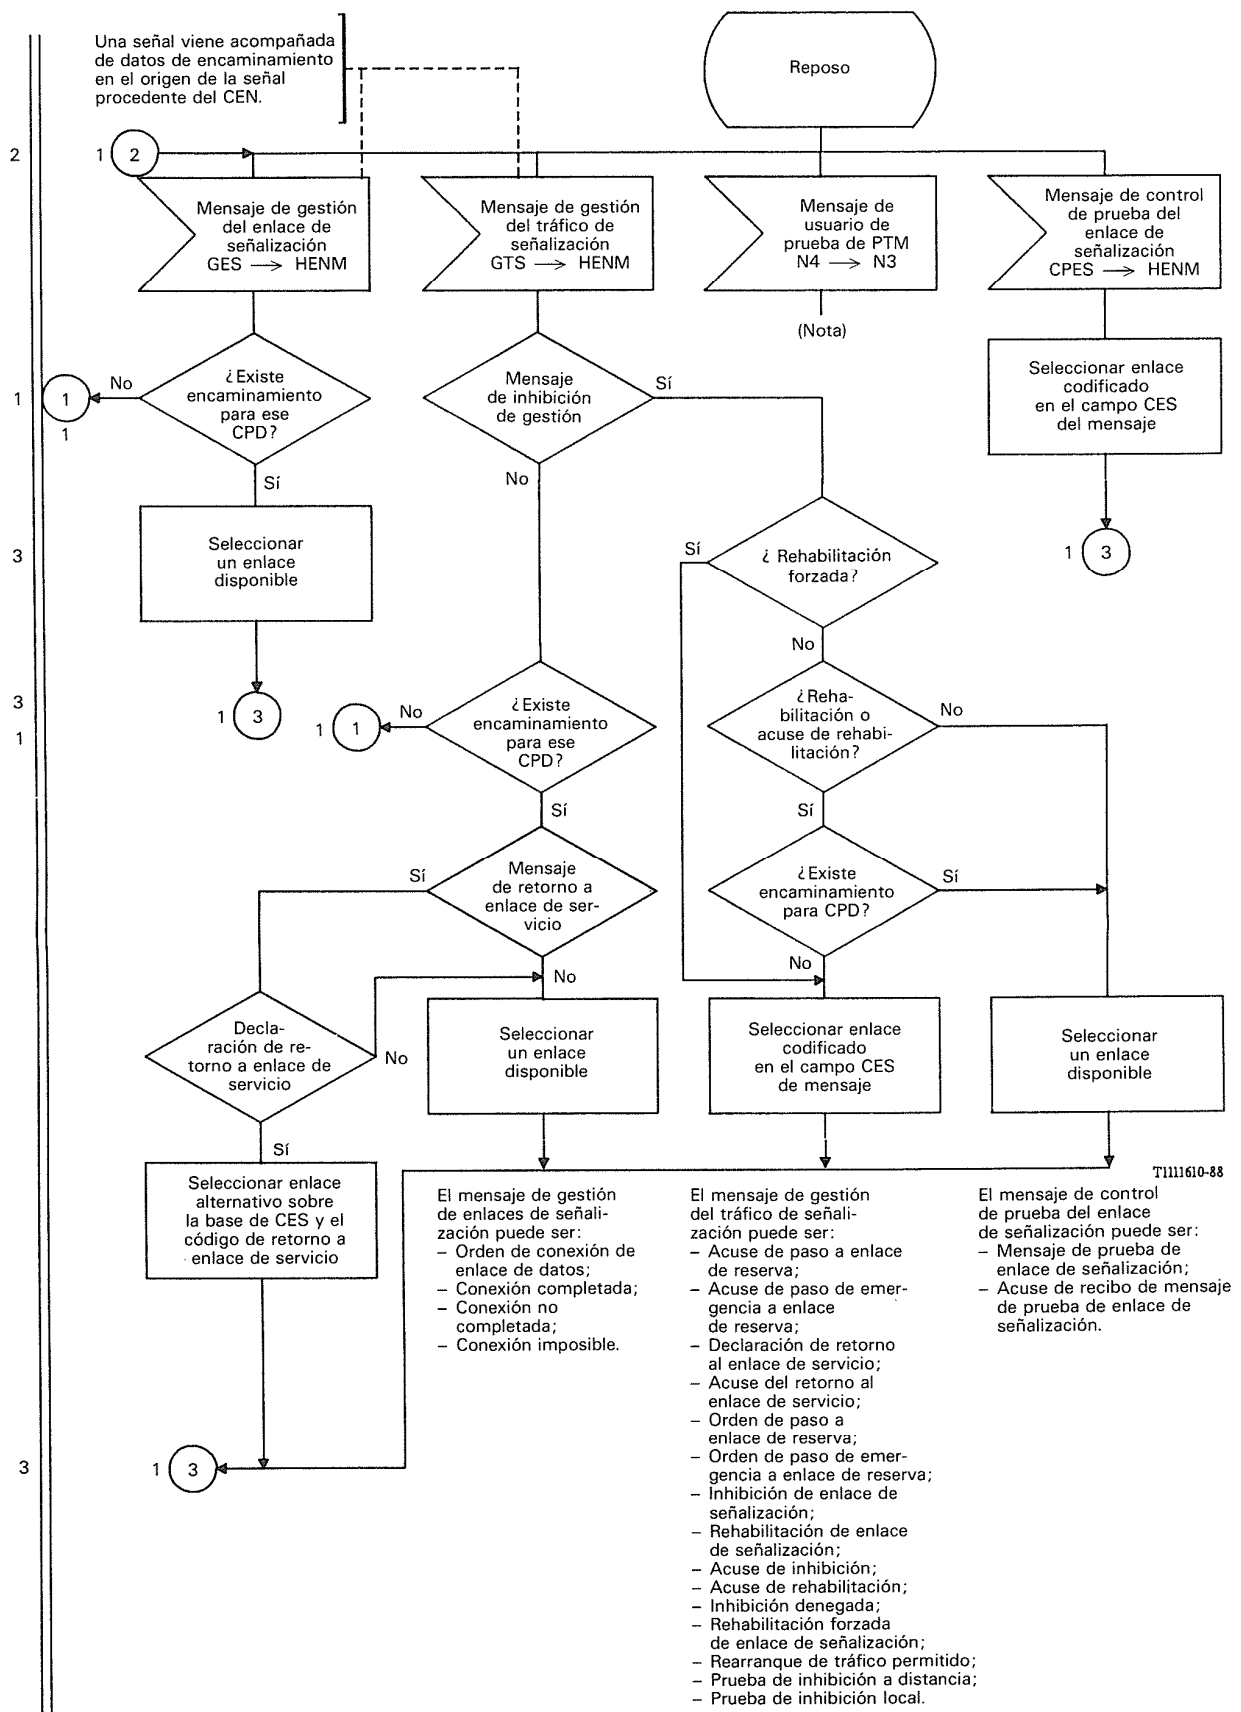 Una señal viene acompañada
de datos de encaminamiento
en el origen de la señal
procedente del CEN.
Reposo
2
1
2
Mensaje de gestión
del enlace de
señalización
GES → HENM
Mensaje de gestión
del tráfico de
señalización
GTS → HENM
Mensaje de
usuario de
prueba de PTM
N4 → N3
Mensaje de control
de prueba del
enlace de
señalización
CPES → HENM
(Nota)
1
1
1
No
¿Existe
encaminamiento
para ese
CPD?
Sí
Mensaje
de inhibición
de gestión
Sí
No
Seleccionar enlace
codificado
en el campo CES
del mensaje
1
3
3
Seleccionar
un enlace
disponible
Sí
¿ Rehabilitación
forzada?
No
3
1
1
3
1
1
No
¿Existe
encaminamiento
para ese
CPD?
Sí
¿Reha-
bilitación o
acuse de rehabi-
litación?
No
Sí
Sí
Mensaje
de retorno a
enlace de ser-
vicio
No
¿Existe
encaminamiento
para CPD?
Sí
No
Decla-
ración de re-
torno a enlace de
servicio
No
Sí
Seleccionar
un enlace
disponible
Seleccionar enlace
codificado
en el campo CES
de mensaje
Seleccionar
un enlace
disponible
T1111610-88
Seleccionar enlace
alternativo sobre
la base de CES y el
código de retorno a
enlace de servicio
El mensaje de gestión
de enlaces de señali-
zación puede ser:
– Orden de conexión de
enlace de datos;
– Conexión completada;
– Conexión no
completada;
– Conexión imposible.
El mensaje de gestión
del tráfico de señali-
zación puede ser:
– Acuse de paso a enlace
de reserva;
– Acuse de paso de emer-
gencia a enlace
de reserva;
– Declaración de retorno
al enlace de servicio;
– Acuse del retorno al
enlace de servicio;
– Orden de paso a
enlace de reserva;
– Orden de paso de emer-
gencia a enlace de reserva;
– Inhibición de enlace de
señalización;
– Rehabilitación de enlace
de señalización;
– Acuse de inhibición;
– Acuse de rehabilitación;
– Inhibición denegada;
– Rehabilitación forzada
de enlace de señalización;
– Rearranque de tráfico permitido;
– Prueba de inhibición a distancia;
– Prueba de inhibición local.
El mensaje de control
de prueba del enlace
de señalización puede ser:
– Mensaje de prueba de
enlace de señalización;
– Acuse de recibo de mensaje
de prueba de enlace de
señalización.
3
1
3